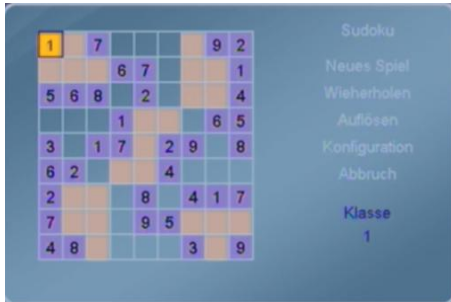 Sudoku
1 7 9 2
Neues Spiel
6 7 1
5 6 8 2 4
Wieherholen
1 6 5
Auflösen
3 1 7 2 9 8
Konfiguration
6 2 4
Abbruch
2 8 4 1 7
7 9 5
Klasse
4 8 3 9
1